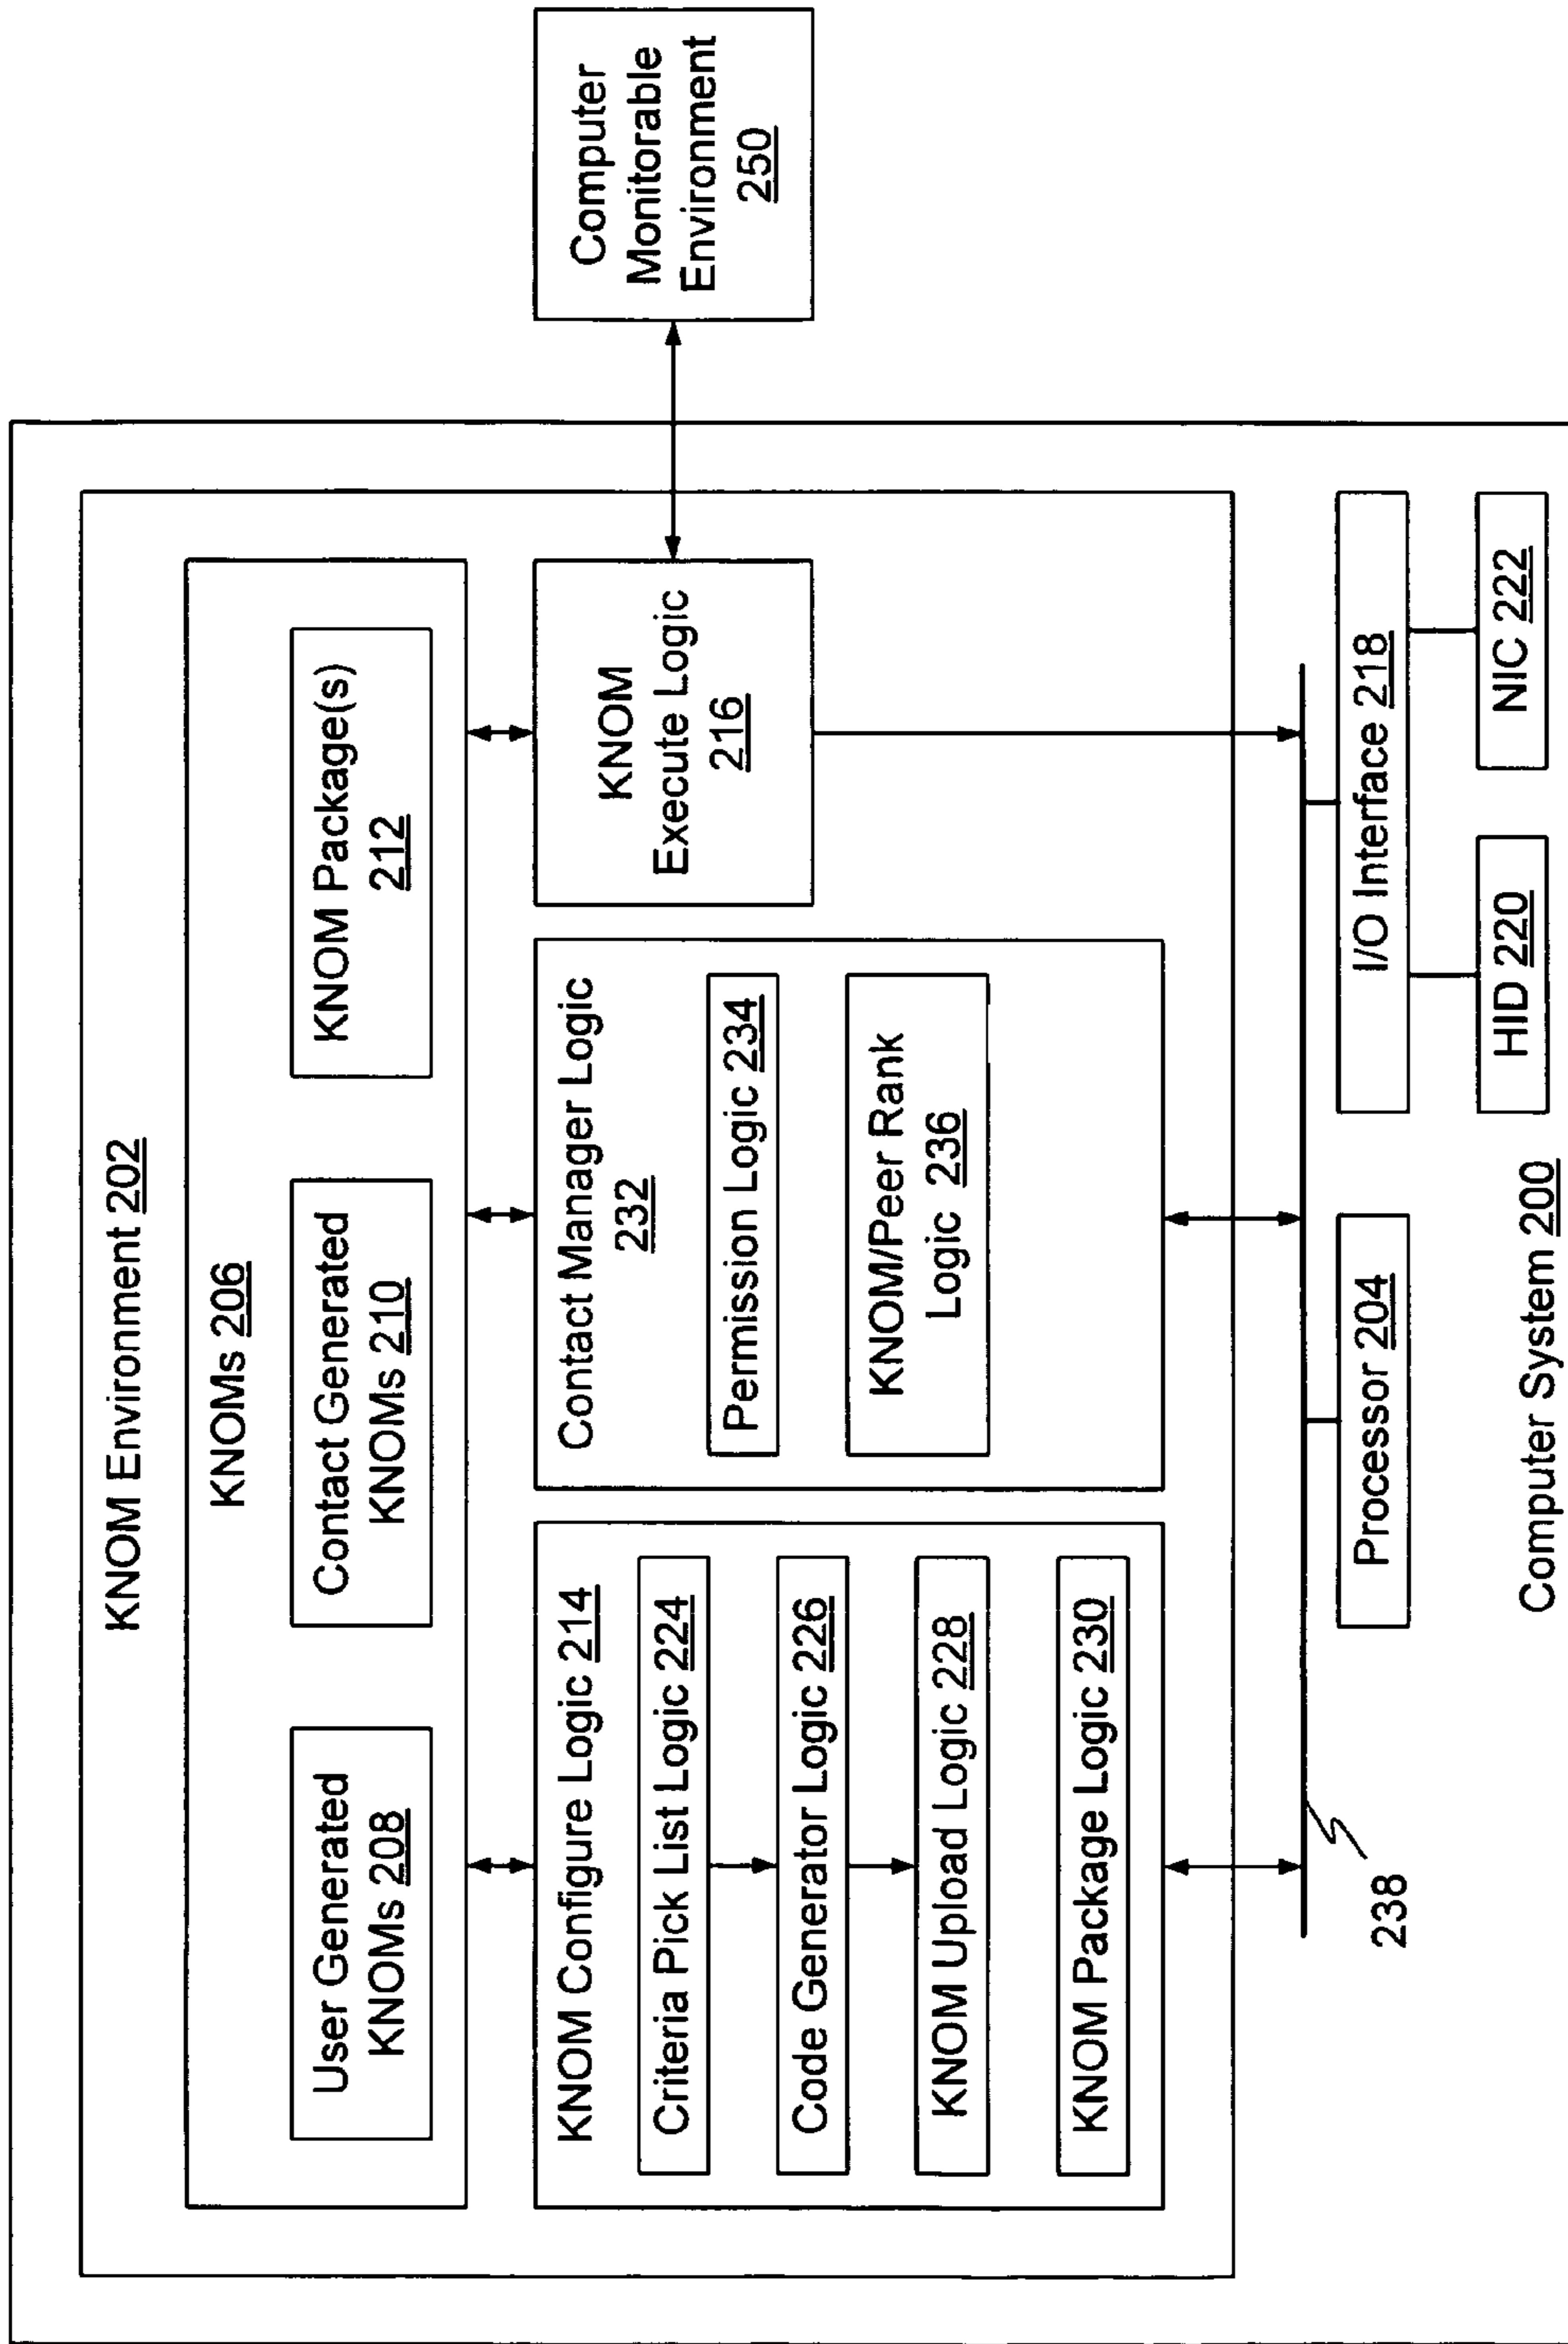 KNOM Environment 202
KNOMs 206
User Generated
KNOMs 208
Contact Generated
KNOMs 210
KNOM Package(s)
212
KNOM Configure Logic 214
Criteria Pick List Logic 224
Code Generator Logic 226
KNOM Upload Logic 228
KNOM Package Logic 230
Contact Manager Logic
232
Permission Logic 234
KNOM/Peer Rank
Logic 236
KNOM
Execute Logic
216
Computer
Monitorable
Environment
250
238
Processor 204
I/O Interface 218
HID 220
NIC 222
Computer System 200